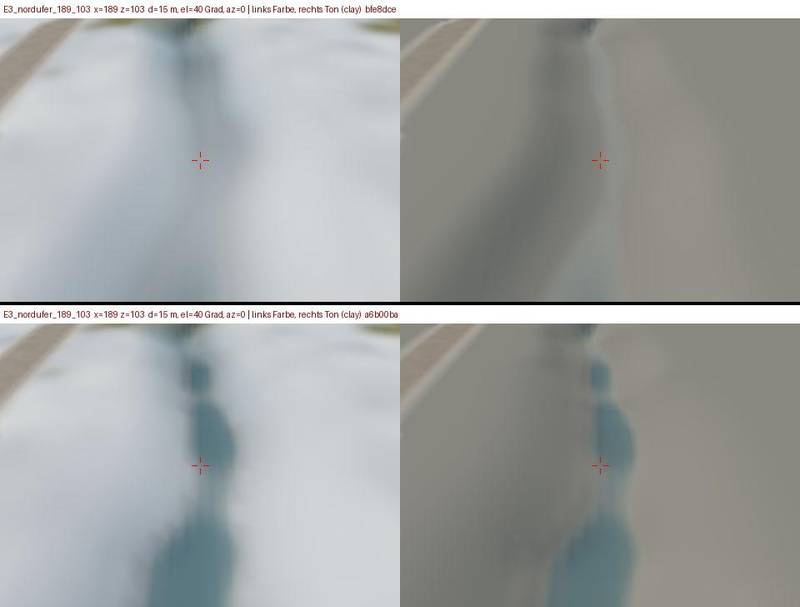 E3_nordufer_189_103 x=189 z=103 d=15 m, el=40 Grad, az=0 | links Farbe, rechts Ton (clay) bfe8dce
E3_nordufer_189_103 x=189 z=103 d=15 m, el=40 Grad, az=0 | links Farbe, rechts Ton (clay) a6b00ba